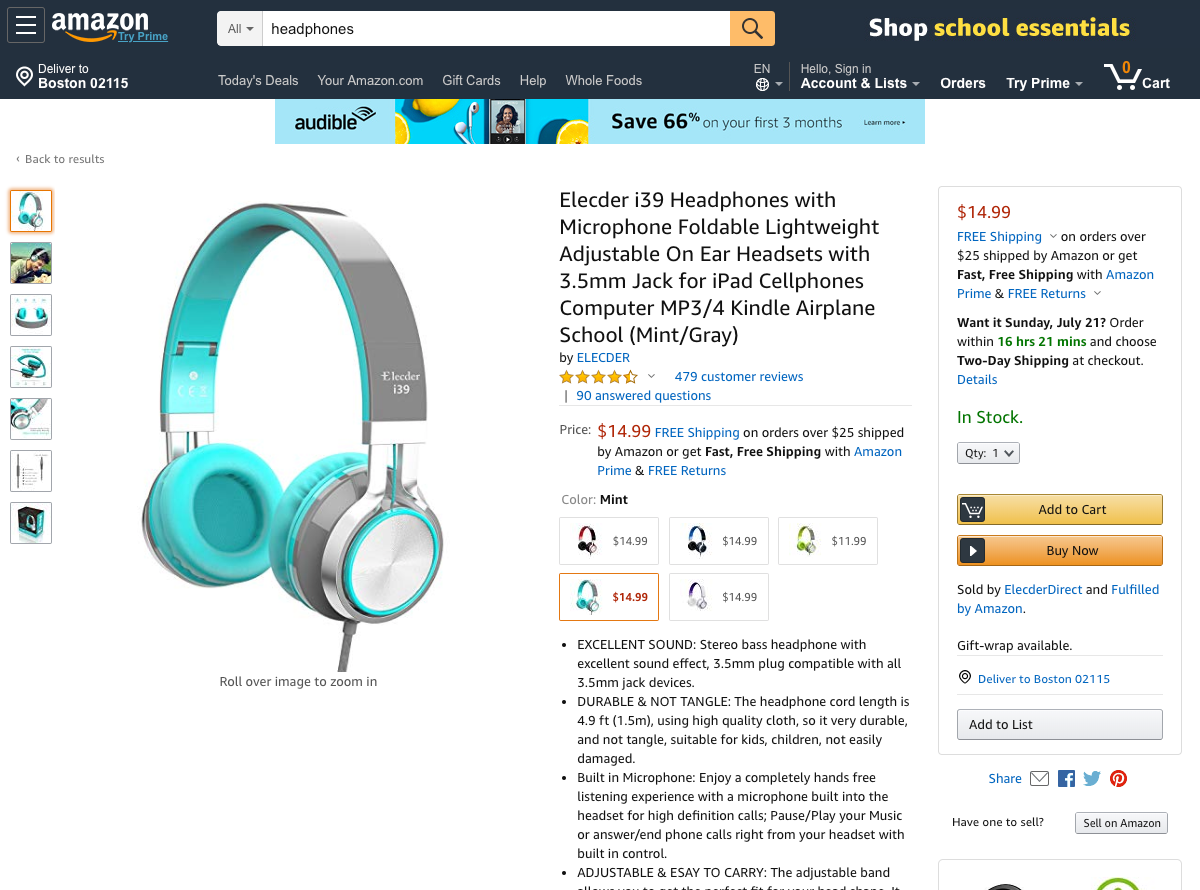 amazon
Try Prime
All
headphones
Shop school essentials
Deliver to
Boston 02115
Today's Deals
Your Amazon.com
Gift Cards
Help
Whole Foods
EN
Hello, Sign in
Account & Lists
Orders
Try Prime
0
Cart
audible
Save 66% on your first 3 months
Learn more
‹ Back to results
Elecder i39 Headphones with
Microphone Foldable Lightweight
Adjustable On Ear Headsets with
3.5mm Jack for iPad Cellphones
Computer MP3/4 Kindle Airplane
School (Mint/Gray)
by ELECDER
479 customer reviews
| 90 answered questions
Price: $14.99 FREE Shipping on orders over $25 shipped
by Amazon or get Fast, Free Shipping with Amazon
Prime & FREE Returns
Color: Mint
$14.99
$14.99
$11.99
$14.99
$14.99
• EXCELLENT SOUND: Stereo bass headphone with
excellent sound effect, 3.5mm plug compatible with all
3.5mm jack devices.
• DURABLE & NOT TANGLE: The headphone cord length is
4.9 ft (1.5m), using high quality cloth, so it very durable,
and not tangle, suitable for kids, children, not easily
damaged.
• Built in Microphone: Enjoy a completely hands free
listening experience with a microphone built into the
headset for high definition calls; Pause/Play your Music
or answer/end phone calls right from your headset with
built in control.
• ADJUSTABLE & ESAY TO CARRY: The adjustable band
allows you to get the perfect fit for your head shape. It
Elecder
i39
CE
Roll over image to zoom in
$14.99
FREE Shipping on orders over
$25 shipped by Amazon or get
Fast, Free Shipping with Amazon
Prime & FREE Returns
Want it Sunday, July 21? Order
within 16 hrs 21 mins and choose
Two-Day Shipping at checkout.
Details
In Stock.
Qty: 1
Add to Cart
Buy Now
Sold by ElecderDirect and Fulfilled
by Amazon.
Gift-wrap available.
Deliver to Boston 02115
Add to List
Share
Have one to sell?
Sell on Amazon